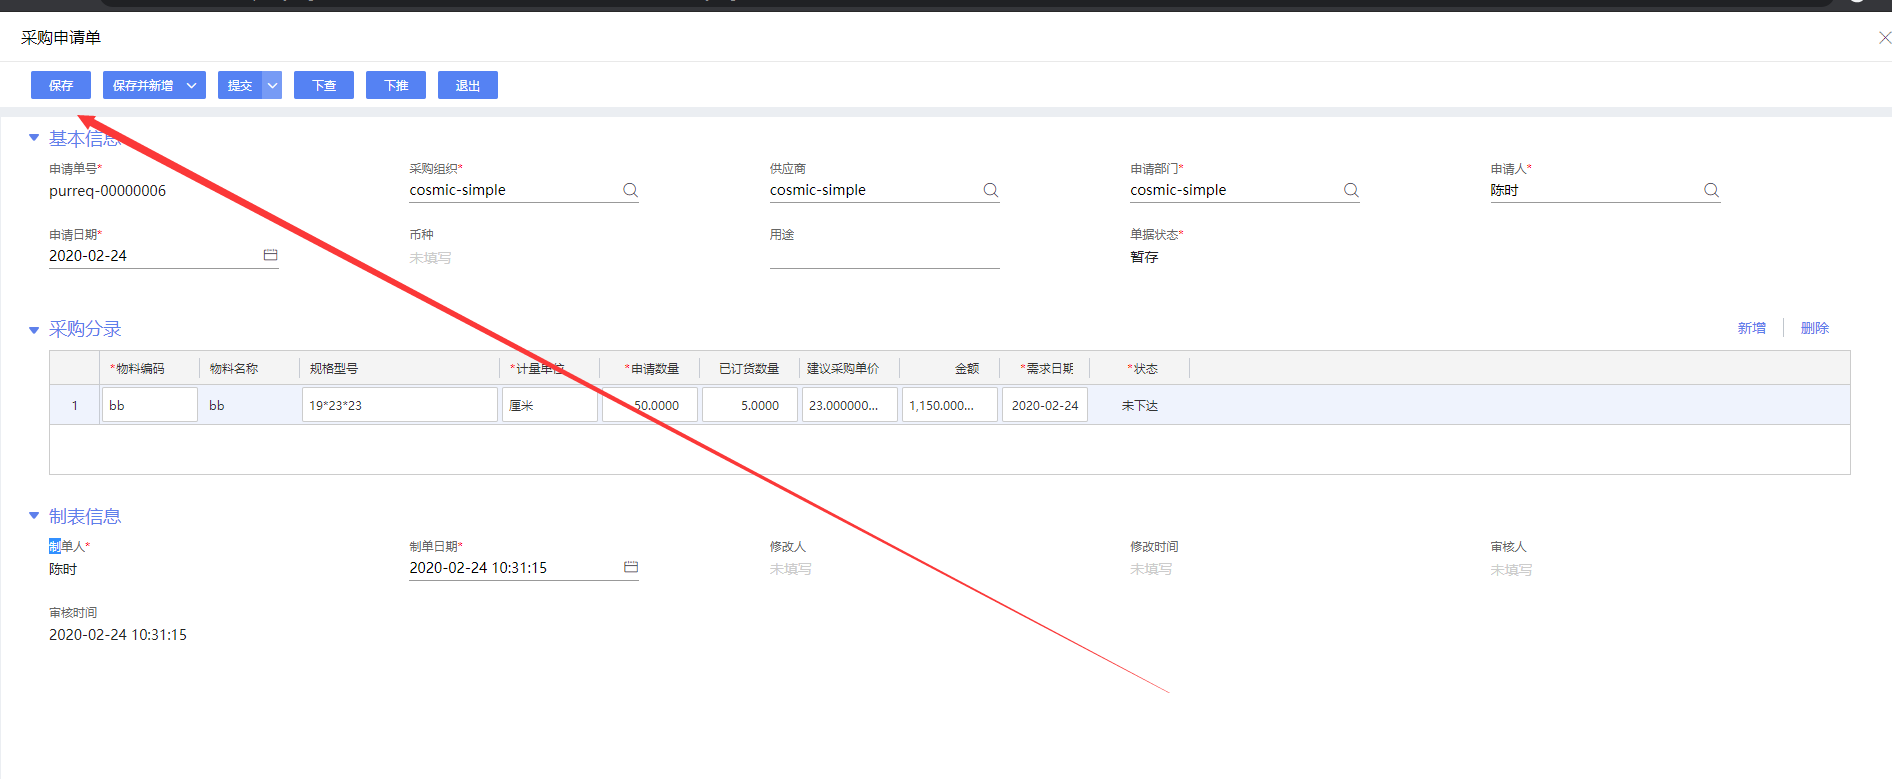 采购申请单
保存 保存并新增 提交 下查 下推 退出
基本信息
申请单号* 采购组织* 供应商 申请部门* 申请人*
purreq-00000006 cosmic-simple cosmic-simple cosmic-simple 陈时
申请日期* 币种 用途 单据状态*
2020-02-24 未填写 暂存
采购分录 新增 删除
*物料编码 物料名称 规格型号 *计量单位 *申请数量 已订货数量 建议采购单价 金额 *需求日期 *状态
1 bb bb 19*23*23 厘米 50.0000 5.0000 23.000000... 1,150.000... 2020-02-24 未下达
制表信息
制单人* 制单日期* 修改人 修改时间 审核人
陈时 2020-02-24 10:31:15 未填写 未填写 未填写
审核时间
2020-02-24 10:31:15